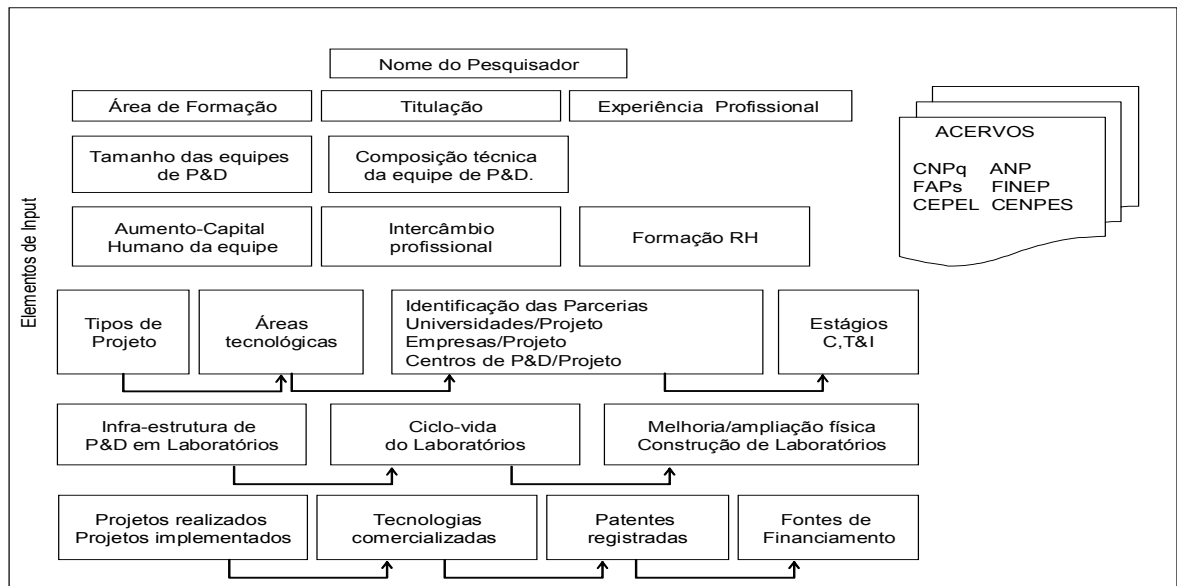 Nome do Pesquisador
Área de Formação
Titulação
Experiência Profissional
ACERVOS
CNPq ANP
FAPs FINEP
CEPEL CENPES
Tamanho das equipes
de P&D
Composição técnica
da equipe de P&D.
Aumento-Capital
Humano da equipe
Intercâmbio
profissional
Formação RH
Elementos de Input
Tipos de
Projeto
Áreas
tecnológicas
Identificação das Parcerias
Universidades/Projeto
Empresas/Projeto
Centros de P&D/Projeto
Estágios
C,T&I
Infra-estrutura de
P&D em Laboratórios
Ciclo-vida
do Laboratórios
Melhoria/ampliação física
Construção de Laboratórios
Projetos realizados
Projetos implementados
Tecnologias
comercializadas
Patentes
registradas
Fontes de
Financiamento